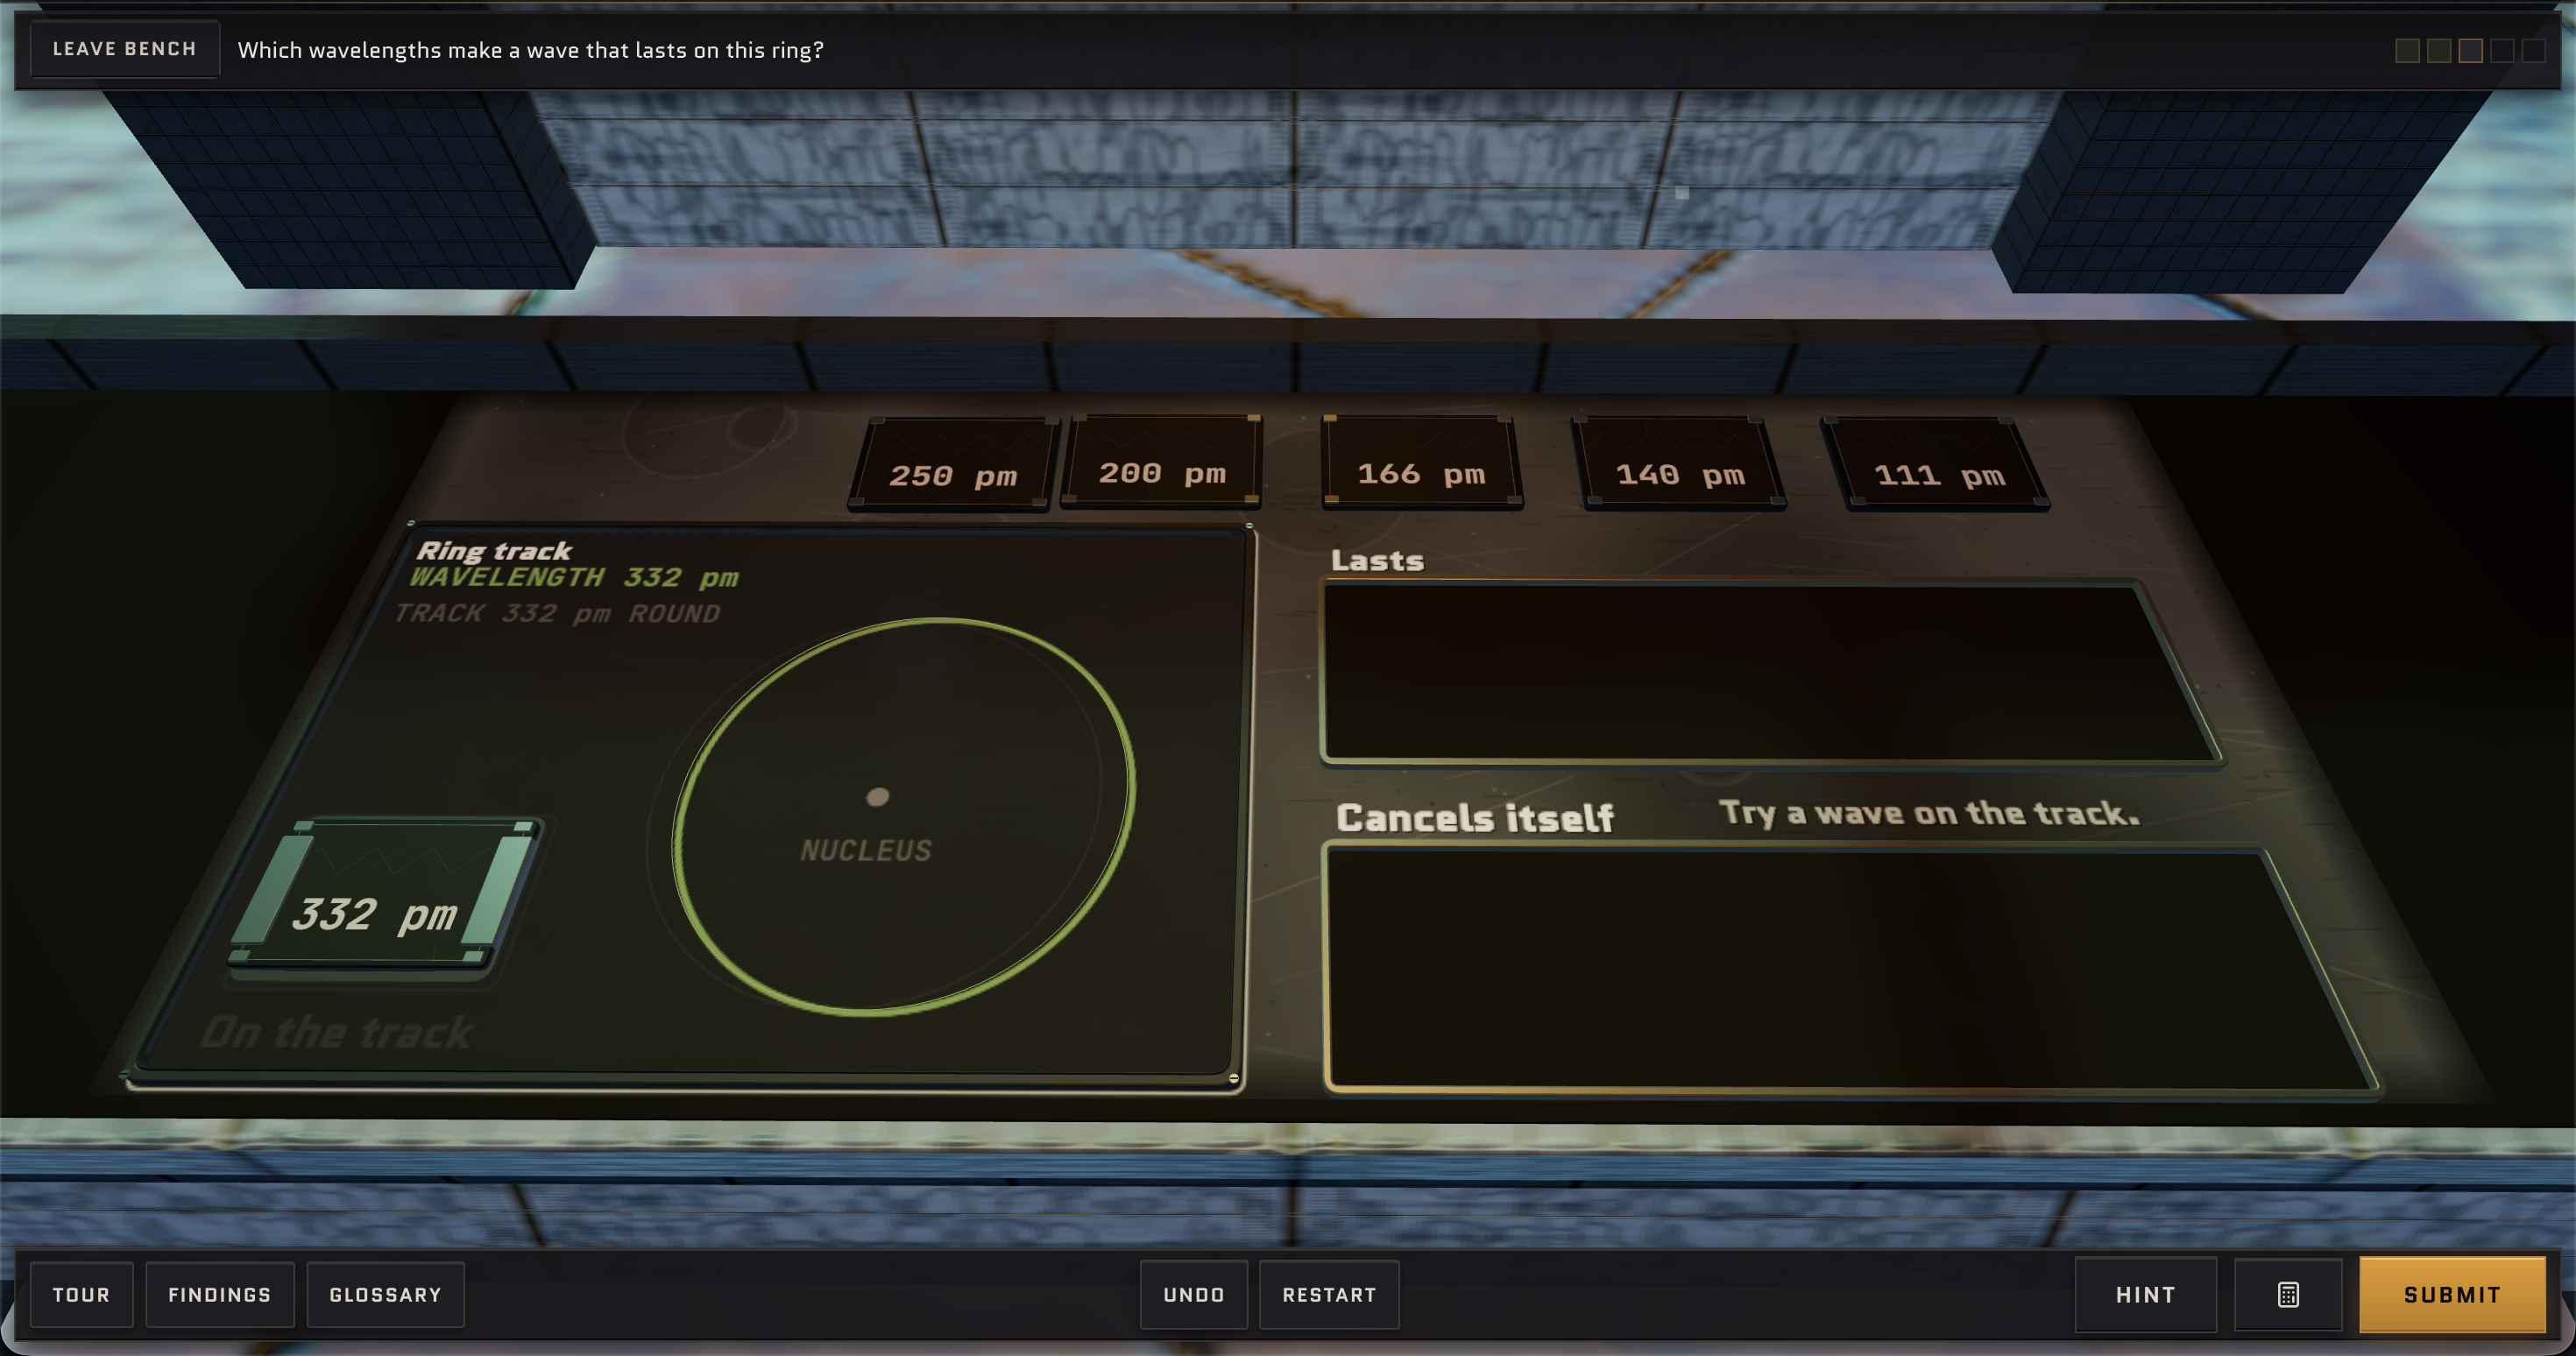 LEAVE BENCH
Which wavelengths make a wave that lasts on this ring?
250 pm
200 pm
166 pm
140 pm
111 pm
Ring track
WAVELENGTH 332 pm
TRACK 332 pm ROUND
NUCLEUS
332 pm
On the track
Lasts
Cancels itself
Try a wave on the track.
TOUR
FINDINGS
GLOSSARY
UNDO
RESTART
HINT
SUBMIT